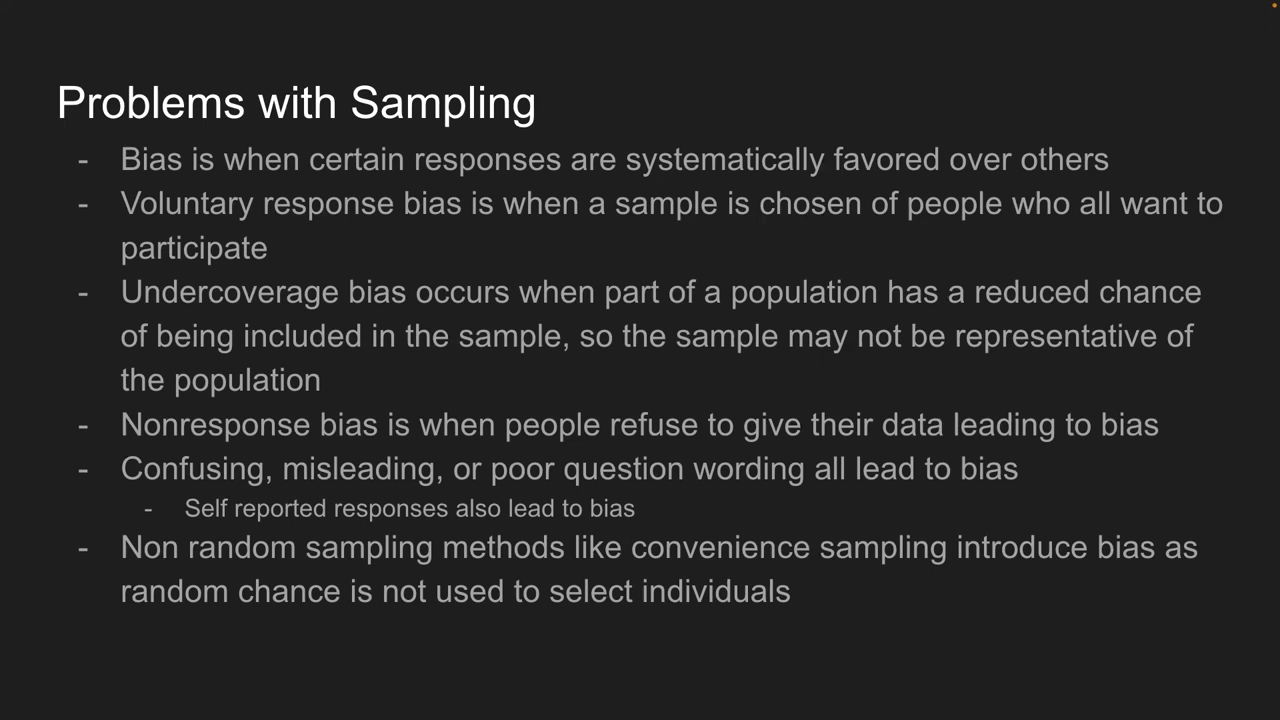 Problems with Sampling
- Bias is when certain responses are systematically favored over others
- Voluntary response bias is when a sample is chosen of people who all want to
participate
- Undercoverage bias occurs when part of a population has a reduced chance
of being included in the sample, so the sample may not be representative of
the population
- Nonresponse bias is when people refuse to give their data leading to bias
- Confusing, misleading, or poor question wording all lead to bias
- Self reported responses also lead to bias
- Non random sampling methods like convenience sampling introduce bias as
random chance is not used to select individuals